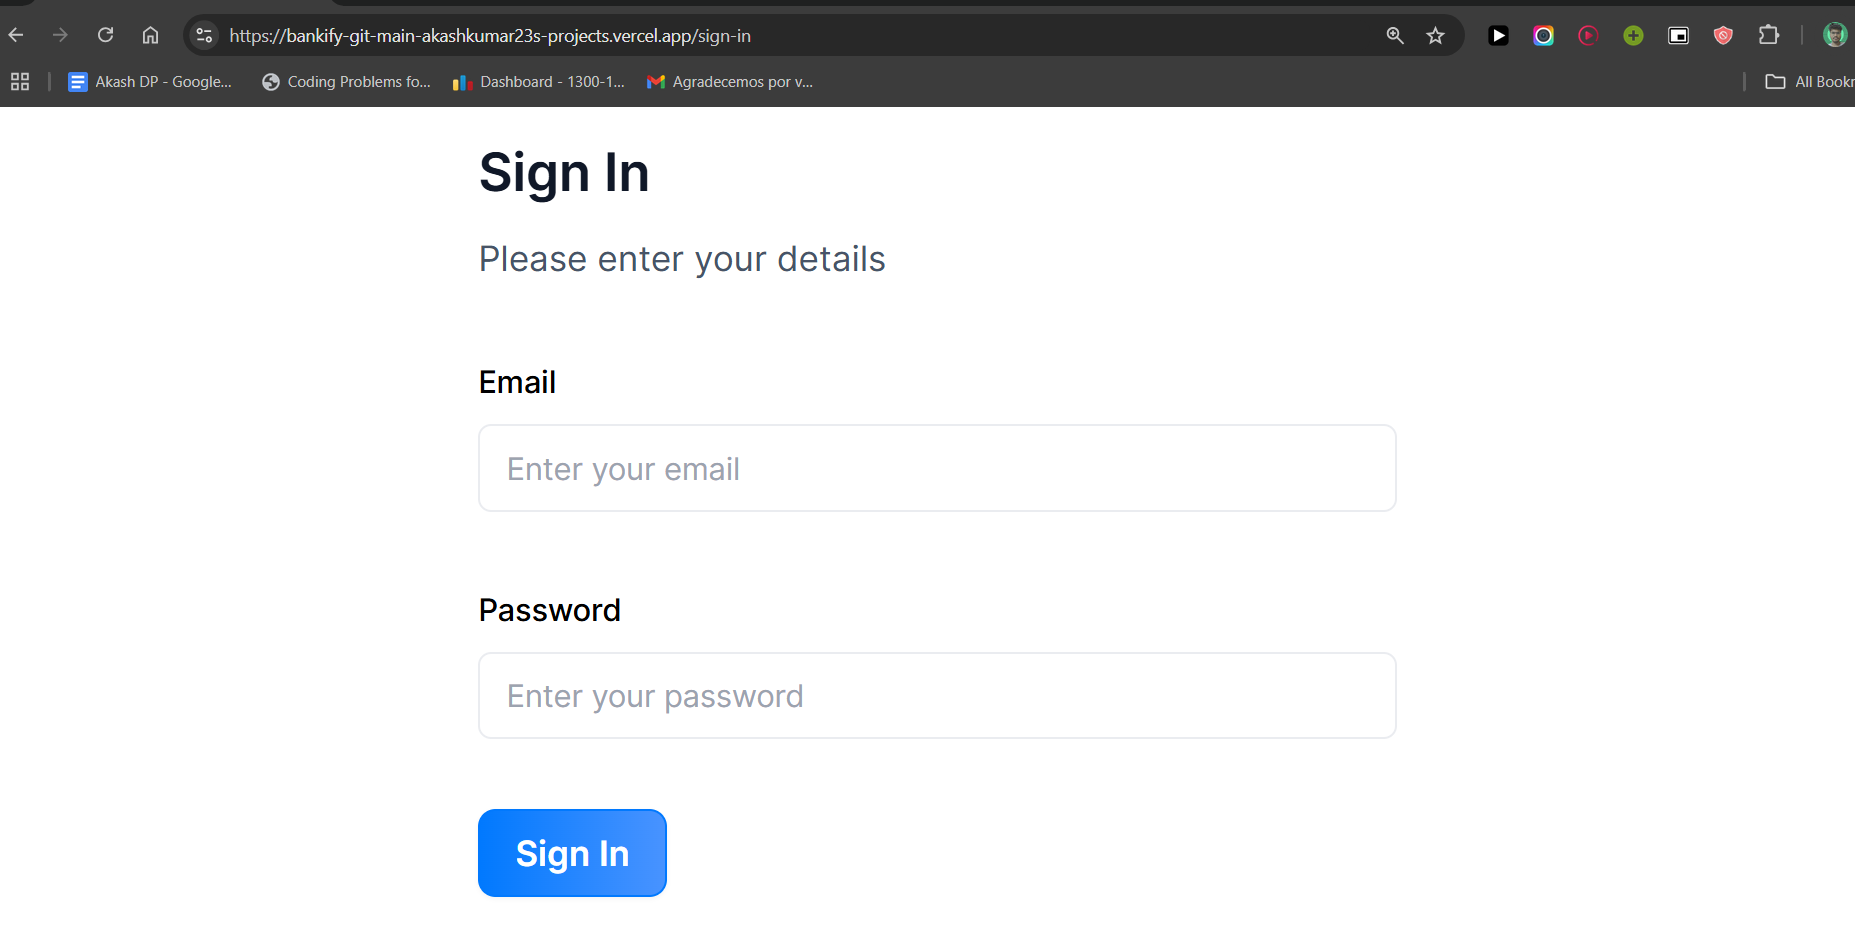 https://bankify-git-main-akashkumar23s-projects.vercel.app/sign-in
Akash DP - Google... Coding Problems fo... Dashboard - 1300-1... Agradecemos por v... All Bookr
Sign In
Please enter your details
Email
Enter your email
Password
Enter your password
Sign In